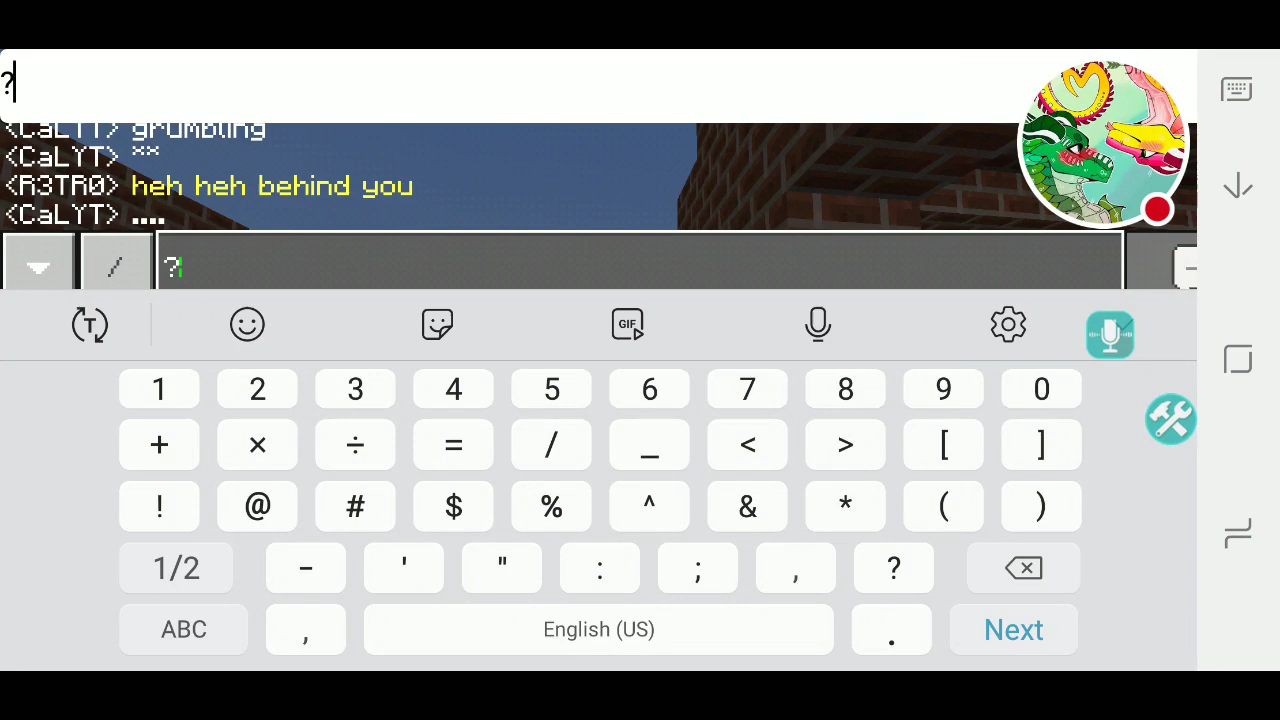 ?
<CaLYT> grumbling
<CaLYT> ^^
<R3TR0> heh heh behind you
<CaLYT> ....
/ ?
GIF
1 2 3 4 5 6 7 8 9 0
+ × ÷ = / _ < > [ ]
! @ # $ % ^ & * ( )
1/2 - ' " : ; , ?
ABC , English (US) . Next